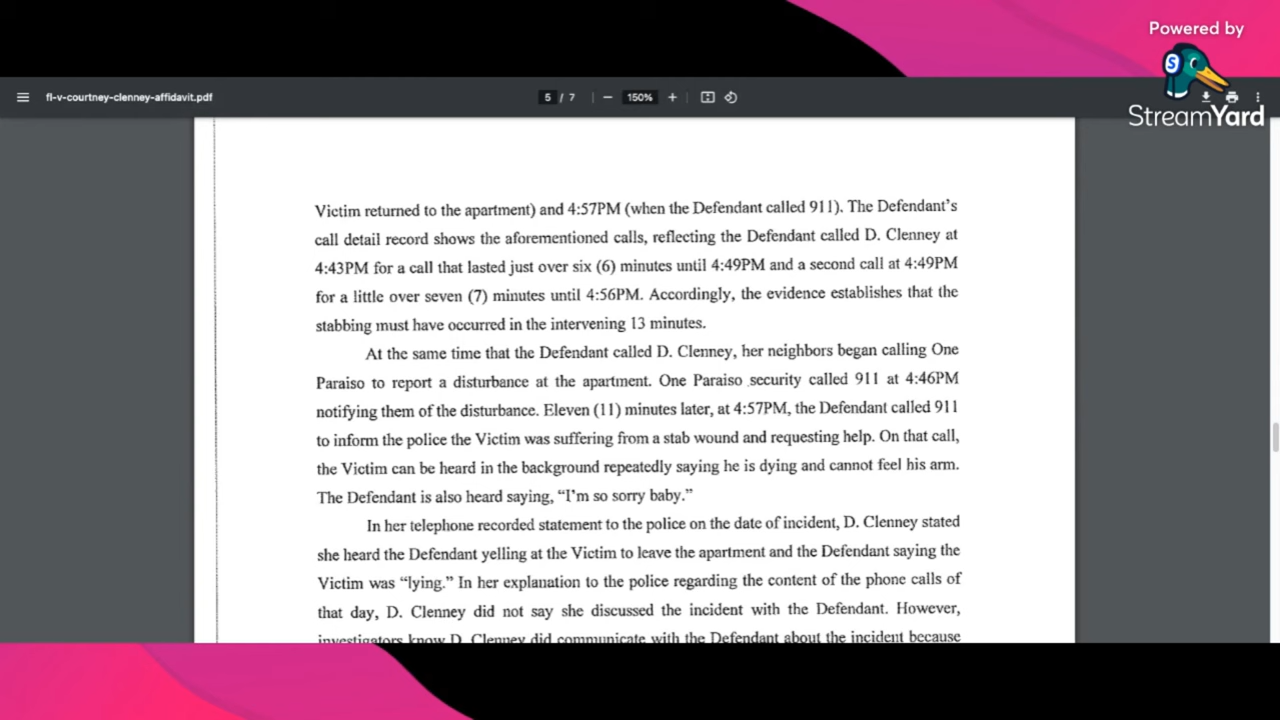 Powered by
S
StreamYard
fl-v-courtney-clenney-affidavit.pdf
5 / 7
150%
Victim returned to the apartment) and 4:57PM (when the Defendant called 911). The Defendant's
call detail record shows the aforementioned calls, reflecting the Defendant called D. Clenney at
4:43PM for a call that lasted just over six (6) minutes until 4:49PM and a second call at 4:49PM
for a little over seven (7) minutes until 4:56PM. Accordingly, the evidence establishes that the
stabbing must have occurred in the intervening 13 minutes.
At the same time that the Defendant called D. Clenney, her neighbors began calling One
Paraiso to report a disturbance at the apartment. One Paraiso security called 911 at 4:46PM
notifying them of the disturbance. Eleven (11) minutes later, at 4:57PM, the Defendant called 911
to inform the police the Victim was suffering from a stab wound and requesting help. On that call,
the Victim can be heard in the background repeatedly saying he is dying and cannot feel his arm.
The Defendant is also heard saying, “I'm so sorry baby.”
In her telephone recorded statement to the police on the date of incident, D. Clenney stated
she heard the Defendant yelling at the Victim to leave the apartment and the Defendant saying the
Victim was “lying.” In her explanation to the police regarding the content of the phone calls of
that day, D. Clenney did not say she discussed the incident with the Defendant. However,
investigators know D. Clenney did communicate with the Defendant about the incident because